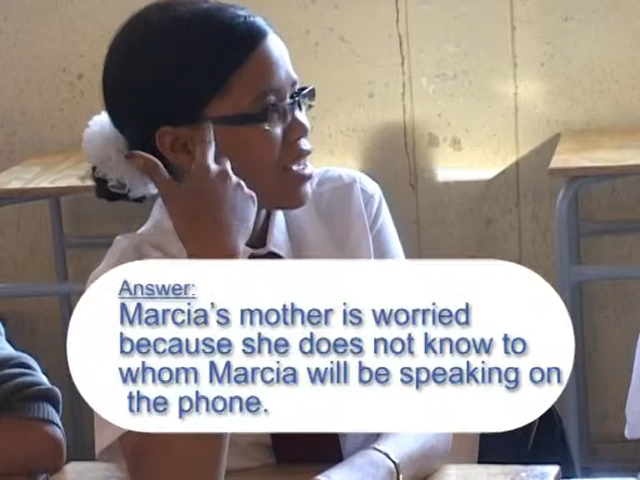 Answer:
Marcia's mother is worried
because she does not know to
whom Marcia will be speaking on
the phone.